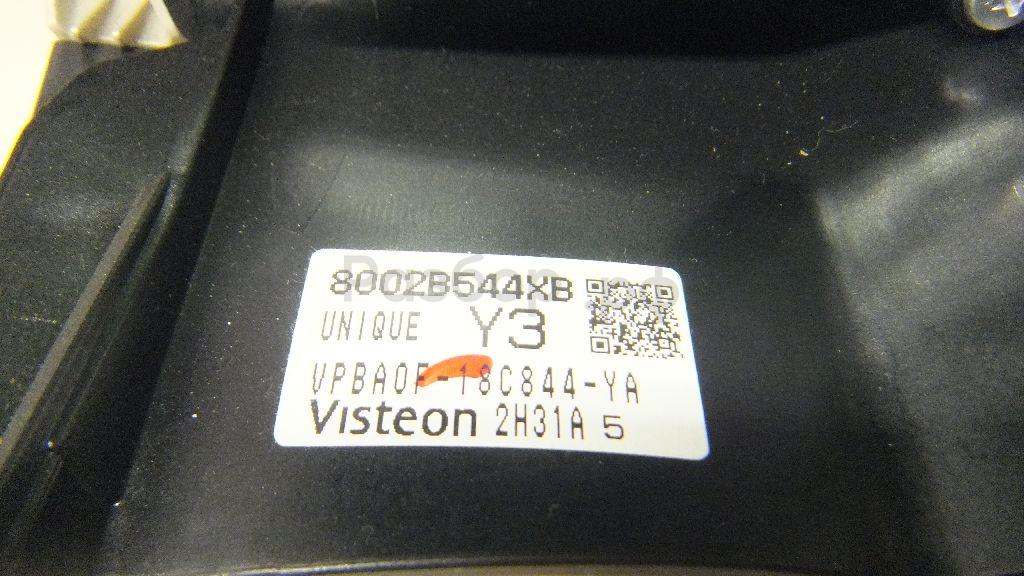 8002B544XB
UNIQUE Y3
VPBA0F-18C844-YA
Visteon 2H31A 5